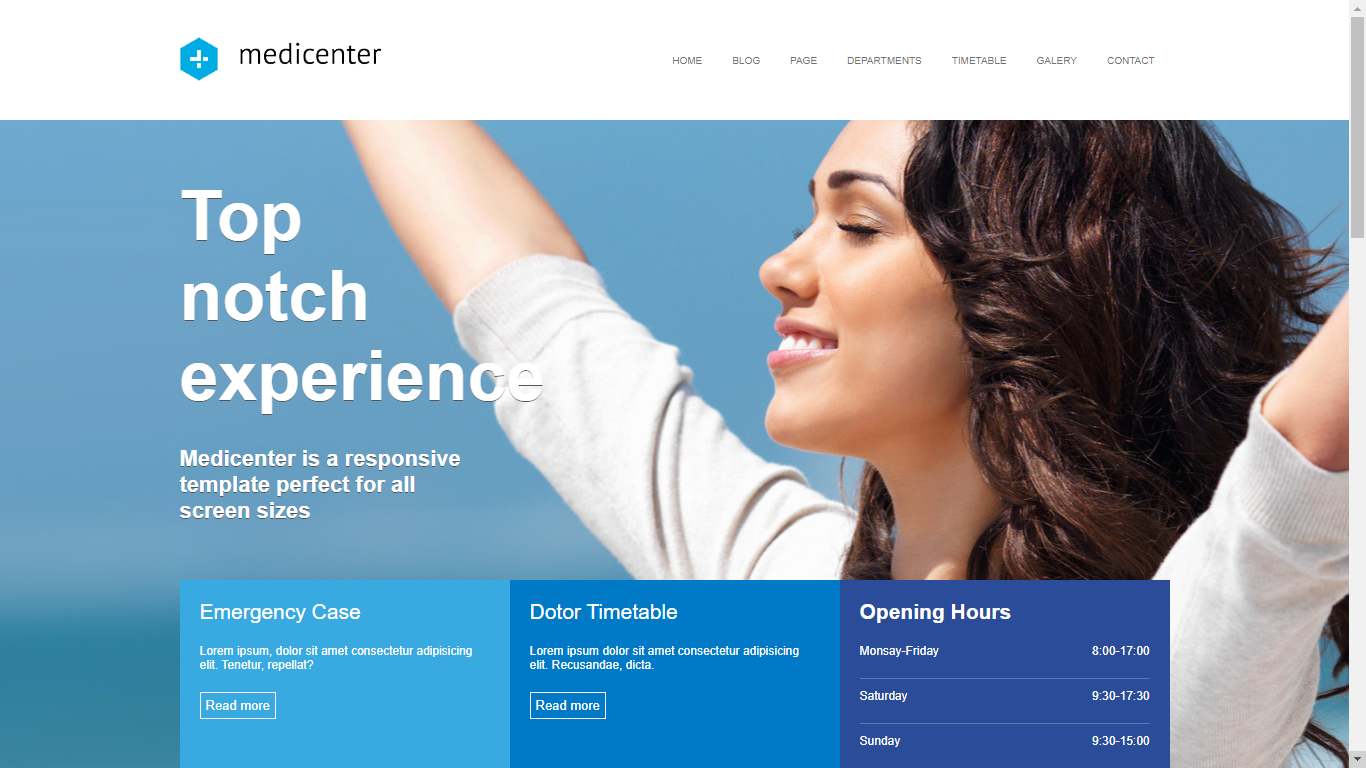 medicenter
HOME BLOG PAGE DEPARTMENTS TIMETABLE GALERY CONTACT
Top
notch
experience
Medicenter is a responsive
template perfect for all
screen sizes
Emergency Case
Lorem ipsum, dolor sit amet consectetur adipisicing
elit. Tenetur, repellat?
Read more
Dotor Timetable
Lorem ipsum dolor sit amet consectetur adipisicing
elit. Recusandae, dicta.
Read more
Opening Hours
Monsay-Friday 8:00-17:00
Saturday 9:30-17:30
Sunday 9:30-15:00